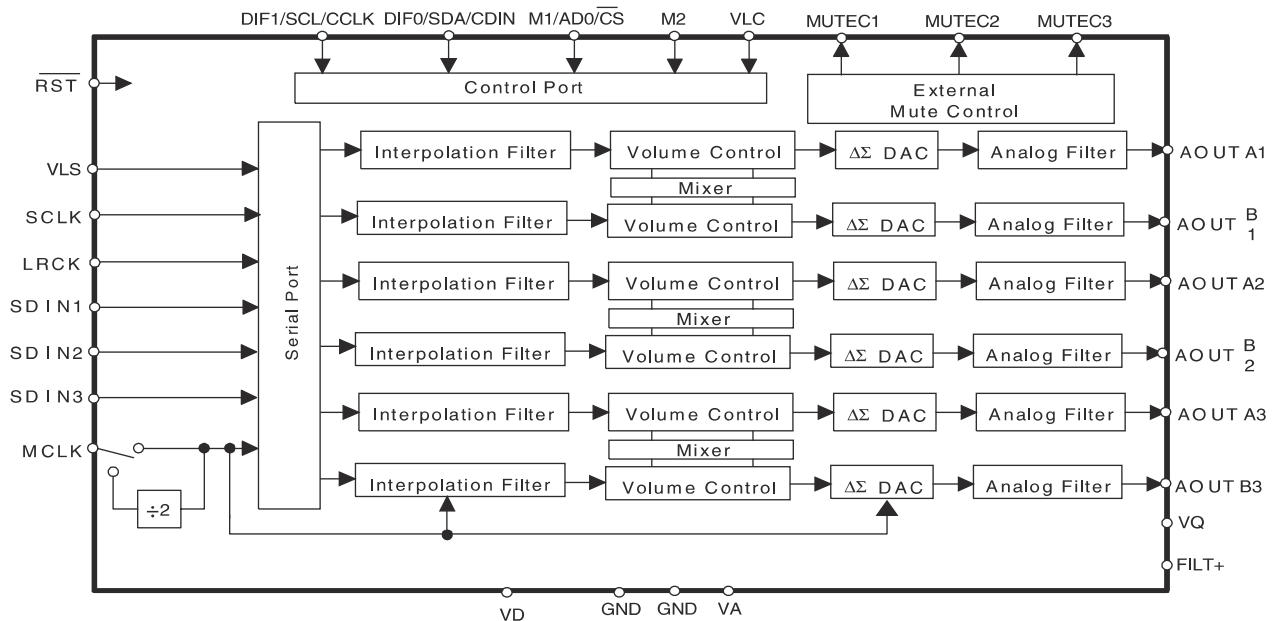 DIF1/SCL/CCLK DIF0/SDA/CDIN M1/AD0/CS M2 VLC MUTEC1 MUTEC2 MUTEC3
RST
Control Port
External
Mute Control
Serial Port
Interpolation Filter Volume Control ΔΣ DAC Analog Filter AOUT A1
VLS
Mixer
SCLK
Interpolation Filter Volume Control ΔΣ DAC Analog Filter AOUT B1
LRCK
Interpolation Filter Volume Control ΔΣ DAC Analog Filter AOUT A2
SDIN1
Mixer
SDIN2
Interpolation Filter Volume Control ΔΣ DAC Analog Filter AOUT B2
SDIN3
Interpolation Filter Volume Control ΔΣ DAC Analog Filter AOUT A3
MCLK
Mixer
Interpolation Filter Volume Control ΔΣ DAC Analog Filter AOUT B3
÷2
VQ
FILT+
VD GND GND VA